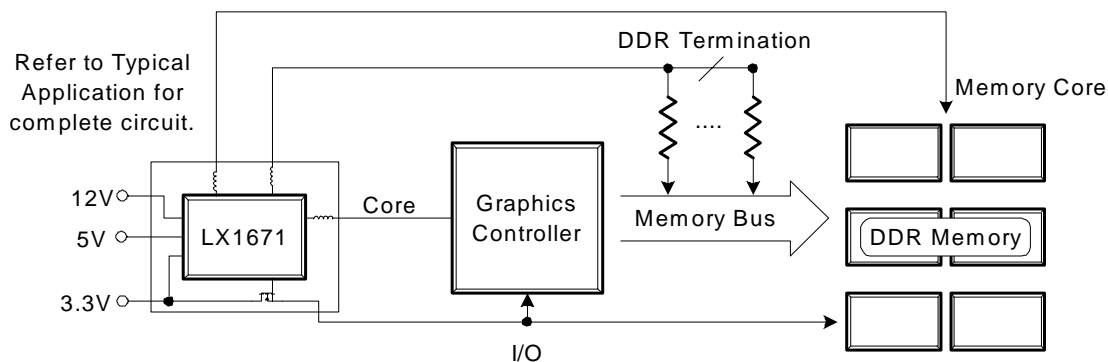 DDR Termination
Refer to Typical
Application for
complete circuit.
Memory Core
....
12V
5V
3.3V
LX1671
Core
Graphics
Controller
Memory Bus
DDR Memory
I/O